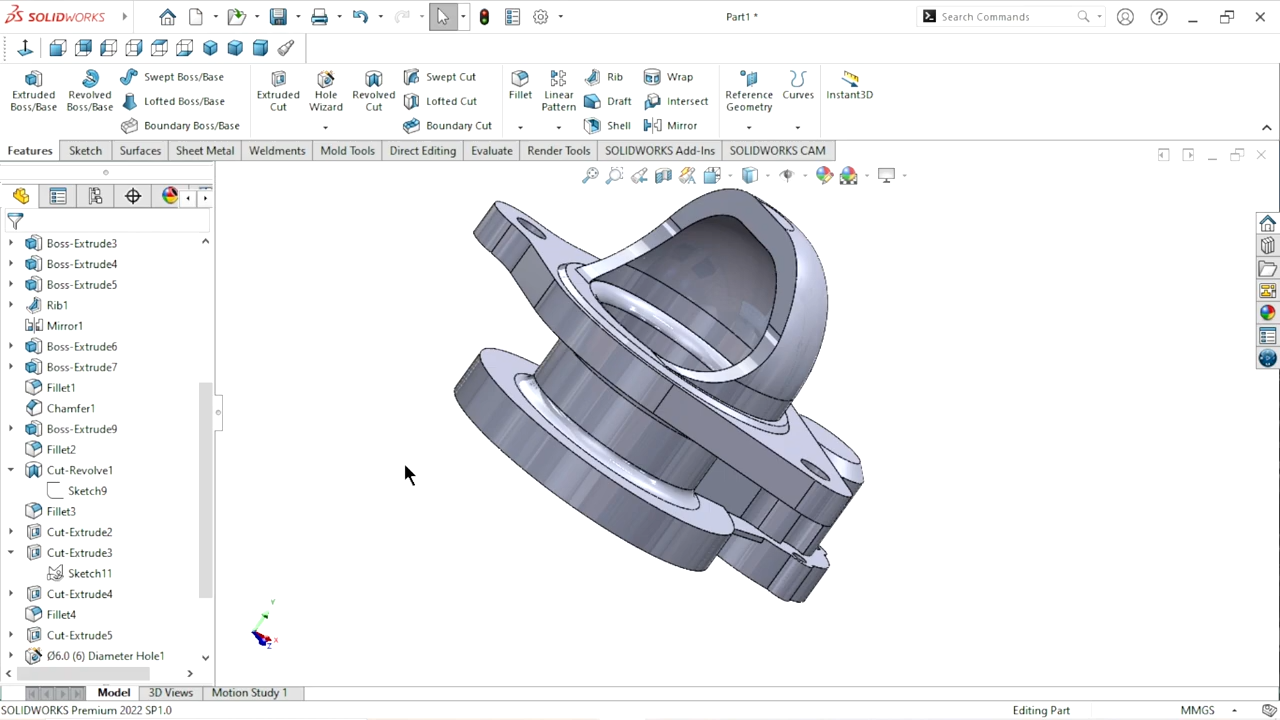 SOLIDWORKS
Part1 *
Search Commands
Extruded Boss/Base
Revolved Boss/Base
Swept Boss/Base
Lofted Boss/Base
Boundary Boss/Base
Extruded Cut
Hole Wizard
Revolved Cut
Swept Cut
Lofted Cut
Boundary Cut
Fillet
Linear Pattern
Rib
Draft
Shell
Wrap
Intersect
Mirror
Reference Geometry
Curves
Instant3D
Features Sketch Surfaces Sheet Metal Weldments Mold Tools Direct Editing Evaluate Render Tools SOLIDWORKS Add-Ins SOLIDWORKS CAM
Boss-Extrude3
Boss-Extrude4
Boss-Extrude5
Rib1
Mirror1
Boss-Extrude6
Boss-Extrude7
Fillet1
Chamfer1
Boss-Extrude9
Fillet2
Cut-Revolve1
Sketch9
Fillet3
Cut-Extrude2
Cut-Extrude3
Sketch11
Cut-Extrude4
Fillet4
Cut-Extrude5
Ø6.0 (6) Diameter Hole1
Y
X
Z
Model 3D Views Motion Study 1
SOLIDWORKS Premium 2022 SP1.0
Editing Part
MMGS